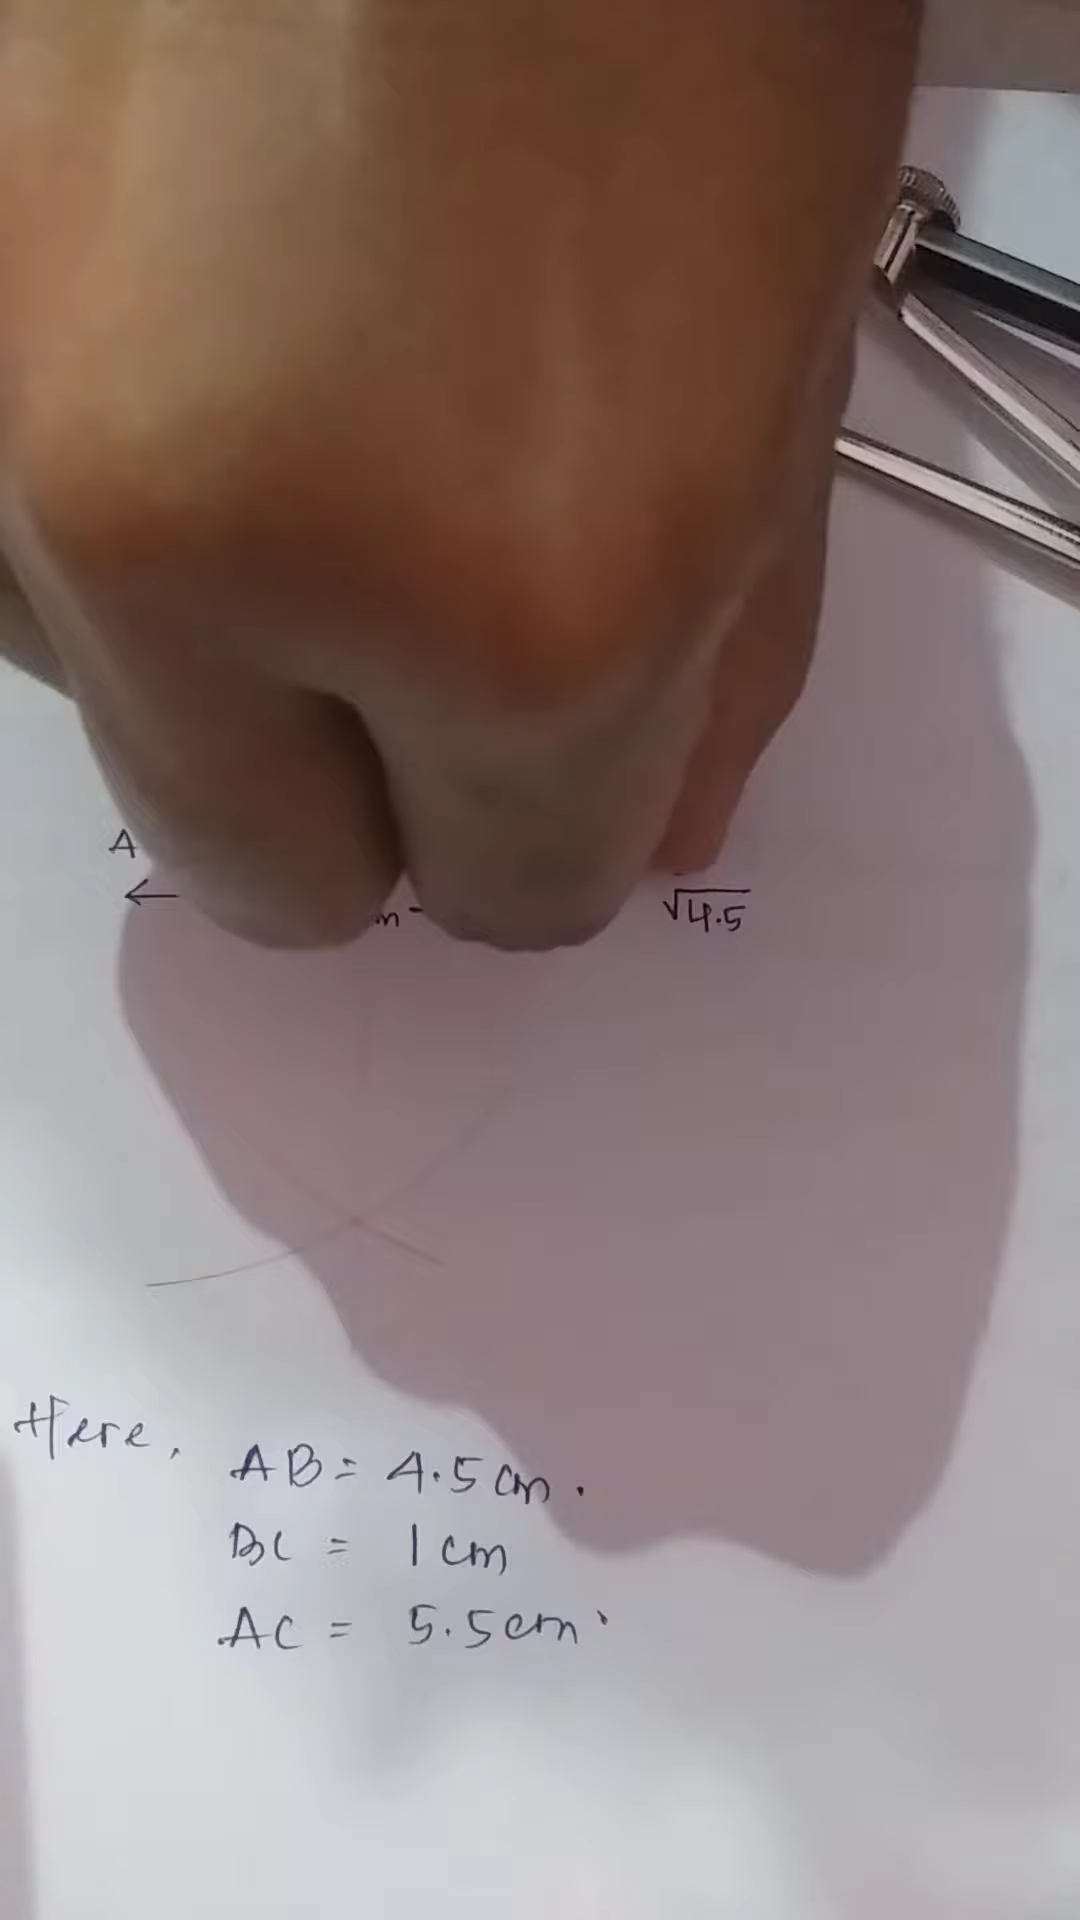 A
m
√4.5
Here,
AB = 4.5 cm.
BC = 1 cm
AC = 5.5 cm.